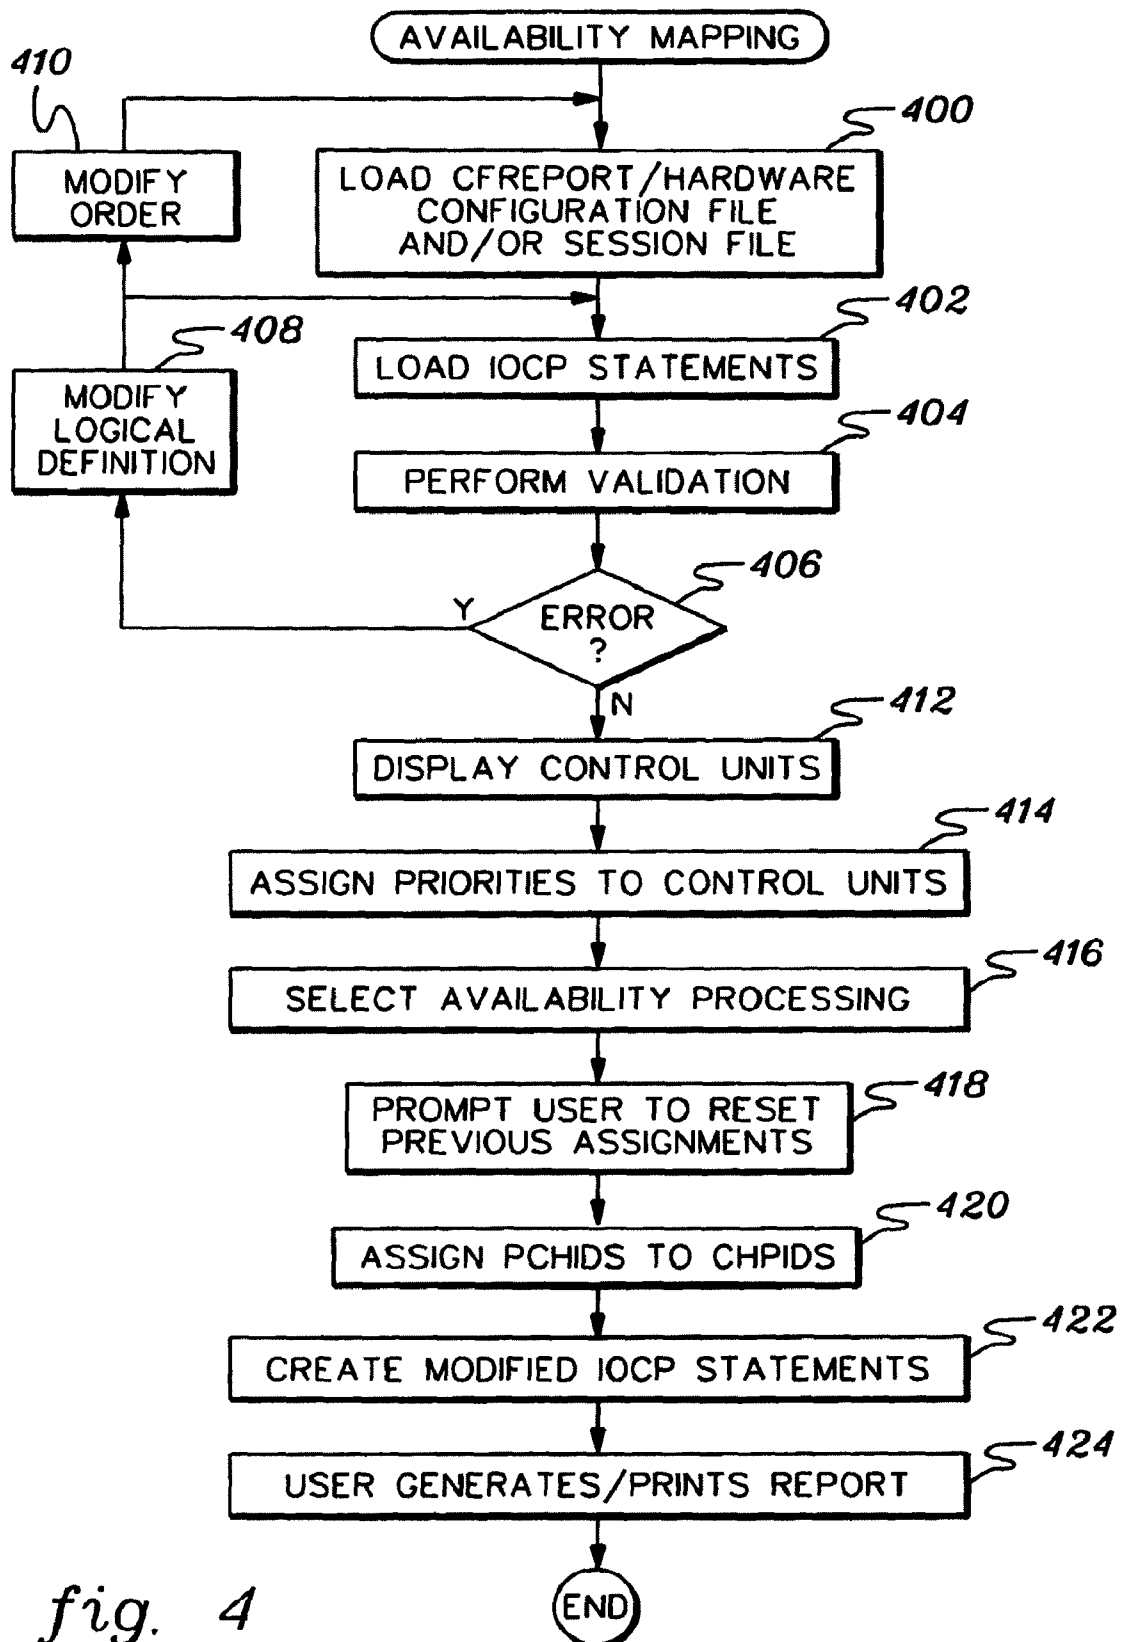 AVAILABILITY MAPPING
410
400
MODIFY
ORDER
LOAD CFREPORT/HARDWARE
CONFIGURATION FILE
AND/OR SESSION FILE
402
408
LOAD IOCP STATEMENTS
MODIFY
LOGICAL
DEFINITION
404
PERFORM VALIDATION
406
Y
ERROR
?
N
412
DISPLAY CONTROL UNITS
414
ASSIGN PRIORITIES TO CONTROL UNITS
416
SELECT AVAILABILITY PROCESSING
418
PROMPT USER TO RESET
PREVIOUS ASSIGNMENTS
420
ASSIGN PCHIDS TO CHPIDS
422
CREATE MODIFIED IOCP STATEMENTS
424
USER GENERATES/PRINTS REPORT
END
fig. 4